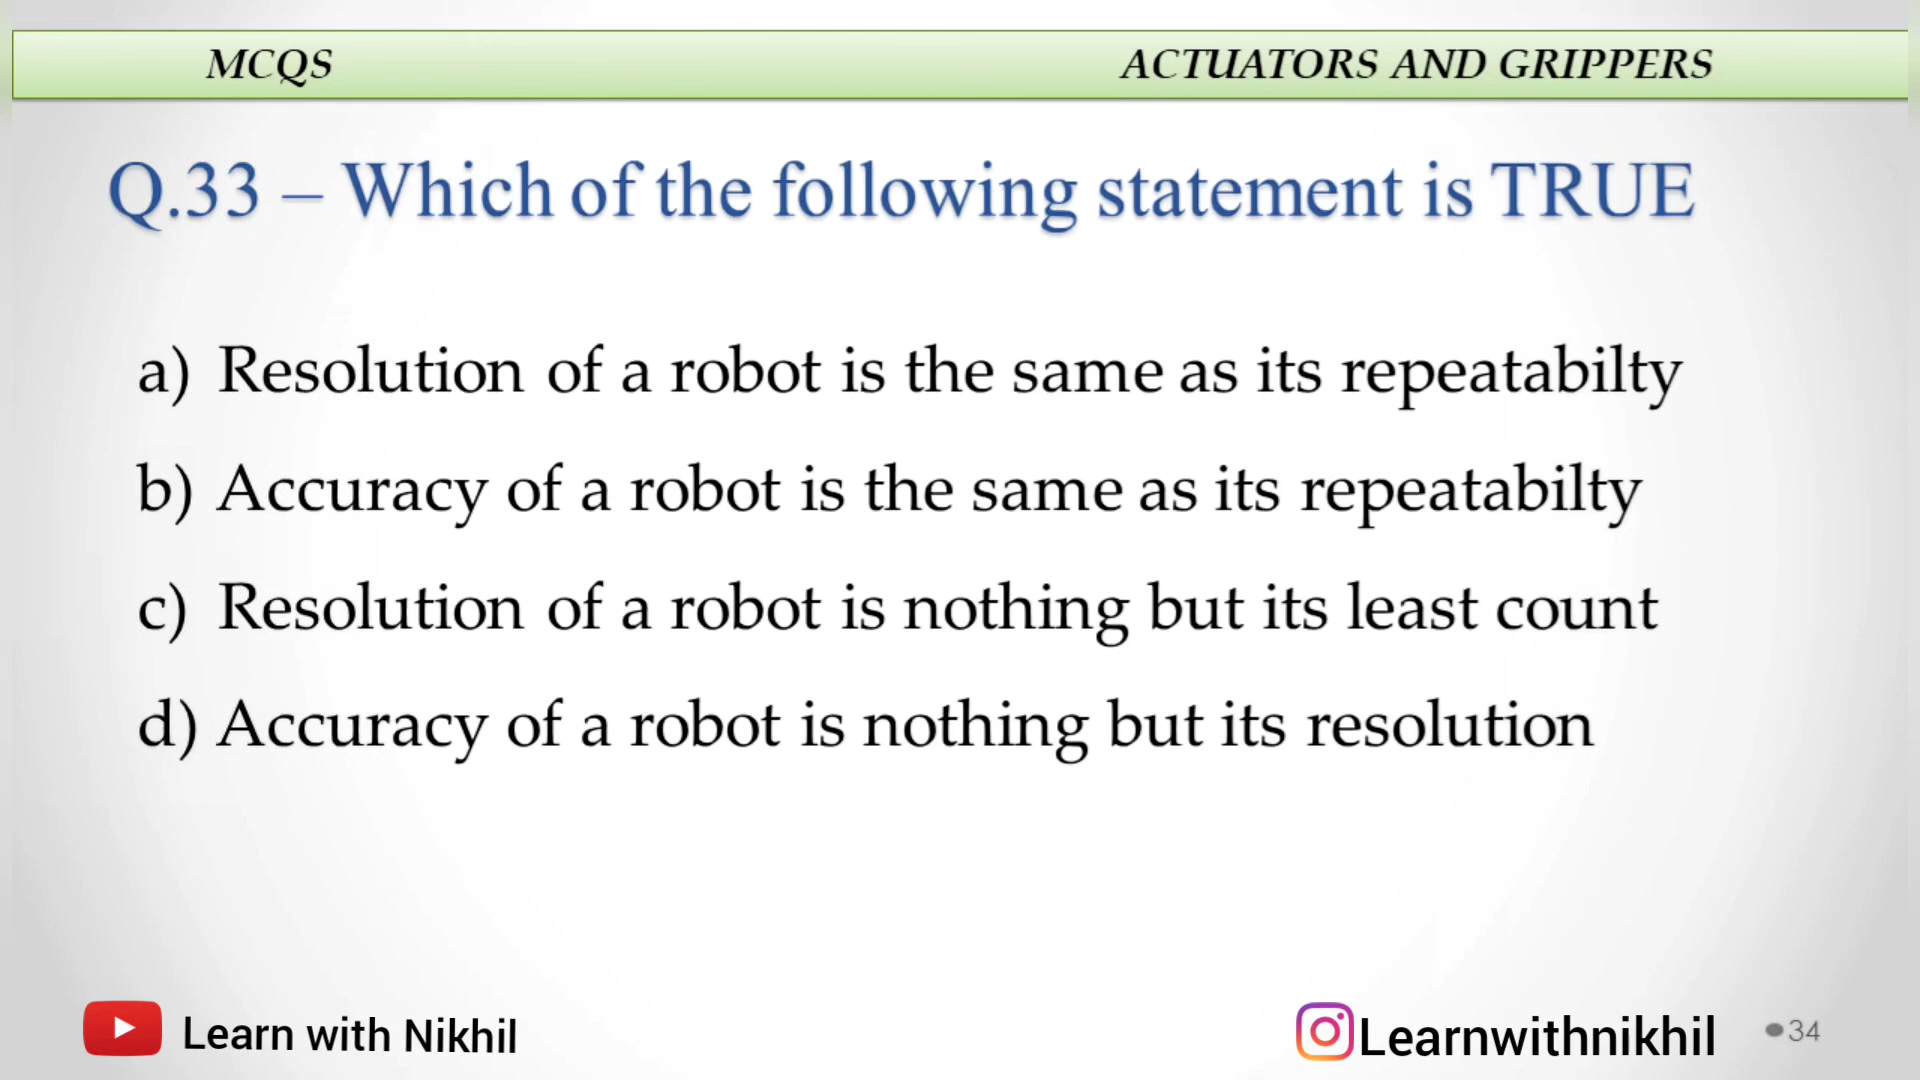 MCQS ACTUATORS AND GRIPPERS
Q.33 – Which of the following statement is TRUE
a) Resolution of a robot is the same as its repeatabilty
b) Accuracy of a robot is the same as its repeatabilty
c) Resolution of a robot is nothing but its least count
d) Accuracy of a robot is nothing but its resolution
Learn with Nikhil Learnwithnikhil •34